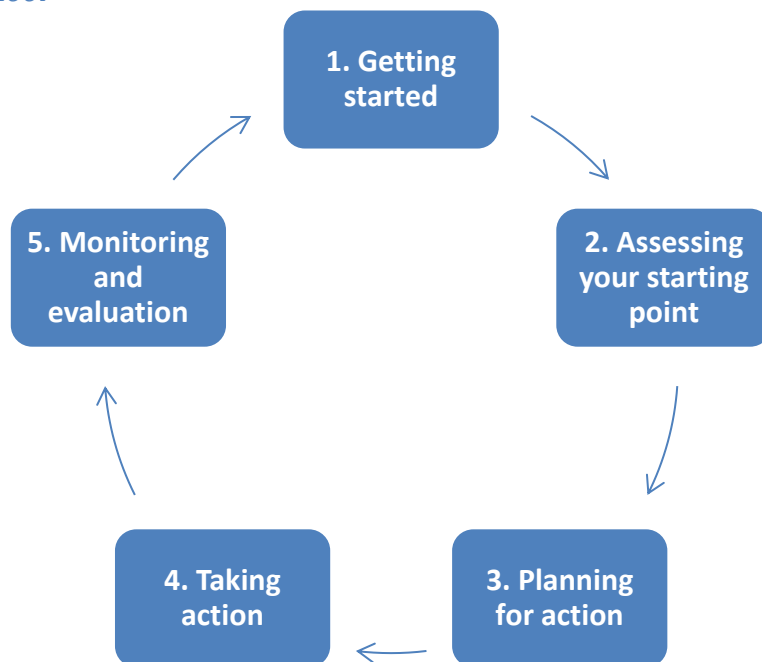 1. Getting
started
2. Assessing
your starting
point
3. Planning
for action
4. Taking
action
5. Monitoring
and
evaluation